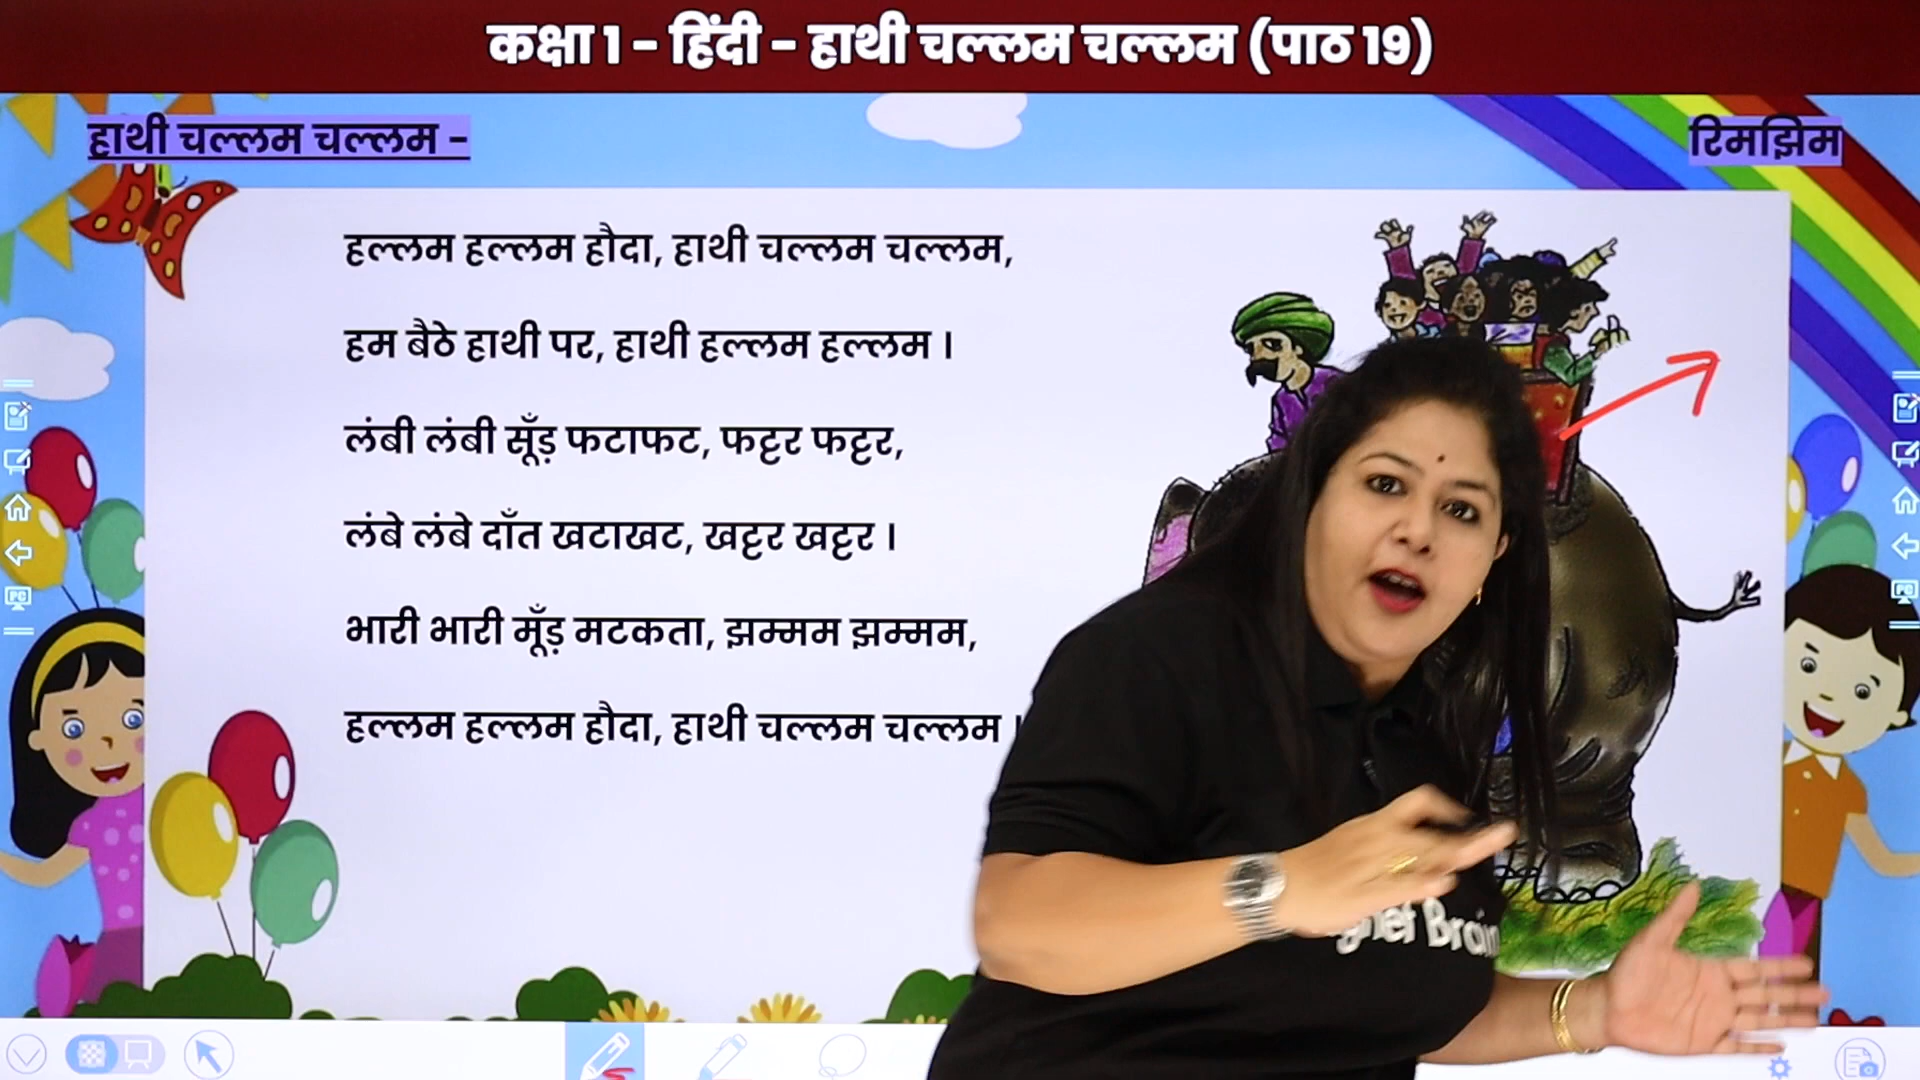 कक्षा 1 - हिंदी - हाथी चल्लम चल्लम (पाठ 19)
हाथी चल्लम चल्लम -
रिमझिम
हल्लम हल्लम हौदा, हाथी चल्लम चल्लम,
हम बैठे हाथी पर, हाथी हल्लम हल्लम ।
लंबी लंबी सूँड़ फटाफट, फट्टर फट्टर,
लंबे लंबे दाँत खटाखट, खट्टर खट्टर ।
भारी भारी मूँड़ मटकता, झम्मम झम्मम,
हल्लम हल्लम हौदा, हाथी चल्लम चल्लम ।
PC
PC